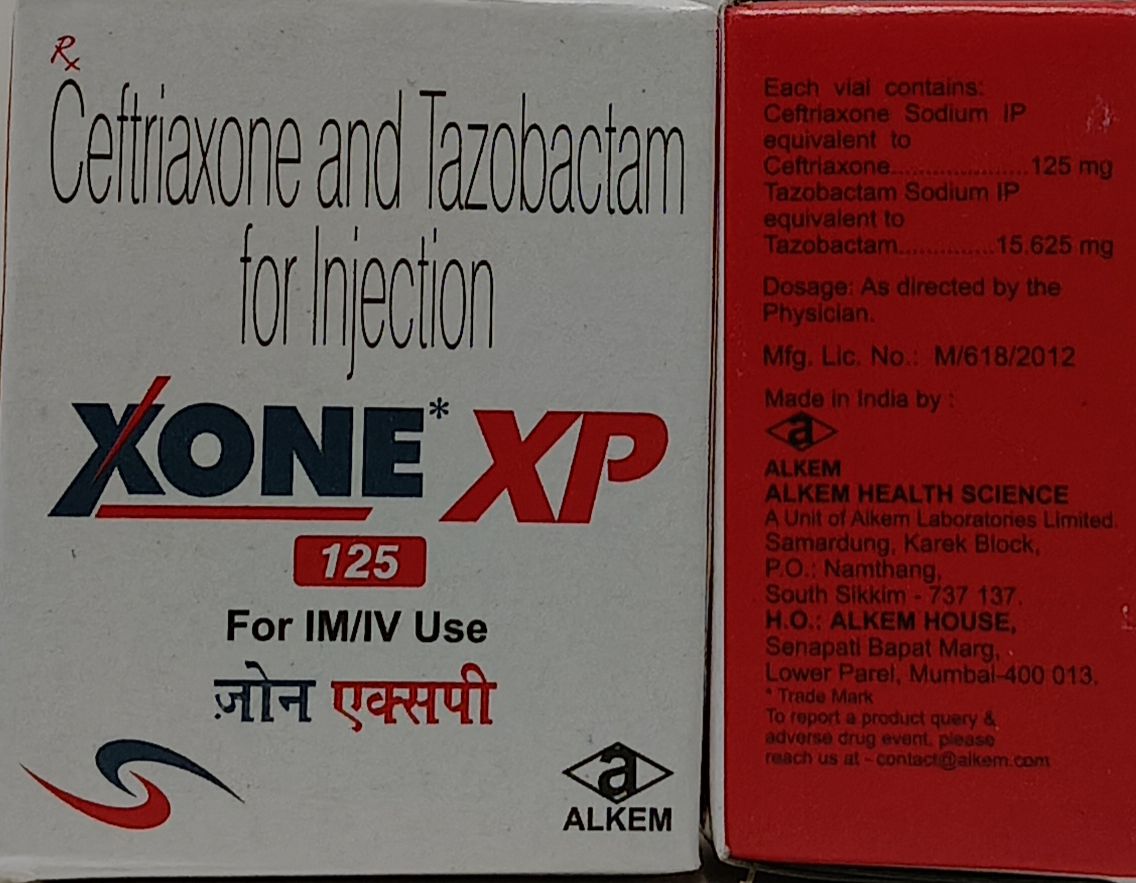 Rx
Ceftriaxone and Tazobactam
for Injection
XONE* XP
125
For IM/IV Use
ज़ोन एक्सपी
a
ALKEM
Each vial contains:
Ceftriaxone Sodium IP
equivalent to
Ceftriaxone....................125 mg
Tazobactam Sodium IP
equivalent to
Tazobactam..............15.625 mg
Dosage: As directed by the
Physician.
Mfg. Lic. No.: M/618/2012
Made in India by :
a
ALKEM
ALKEM HEALTH SCIENCE
A Unit of Alkem Laboratories Limited.
Samardung, Karek Block,
P.O.: Namthang,
South Sikkim - 737 137.
H.O.: ALKEM HOUSE,
Senapati Bapat Marg,
Lower Parel, Mumbai-400 013.
* Trade Mark
To report a product query &
adverse drug event, please
reach us at - contact@alkem.com